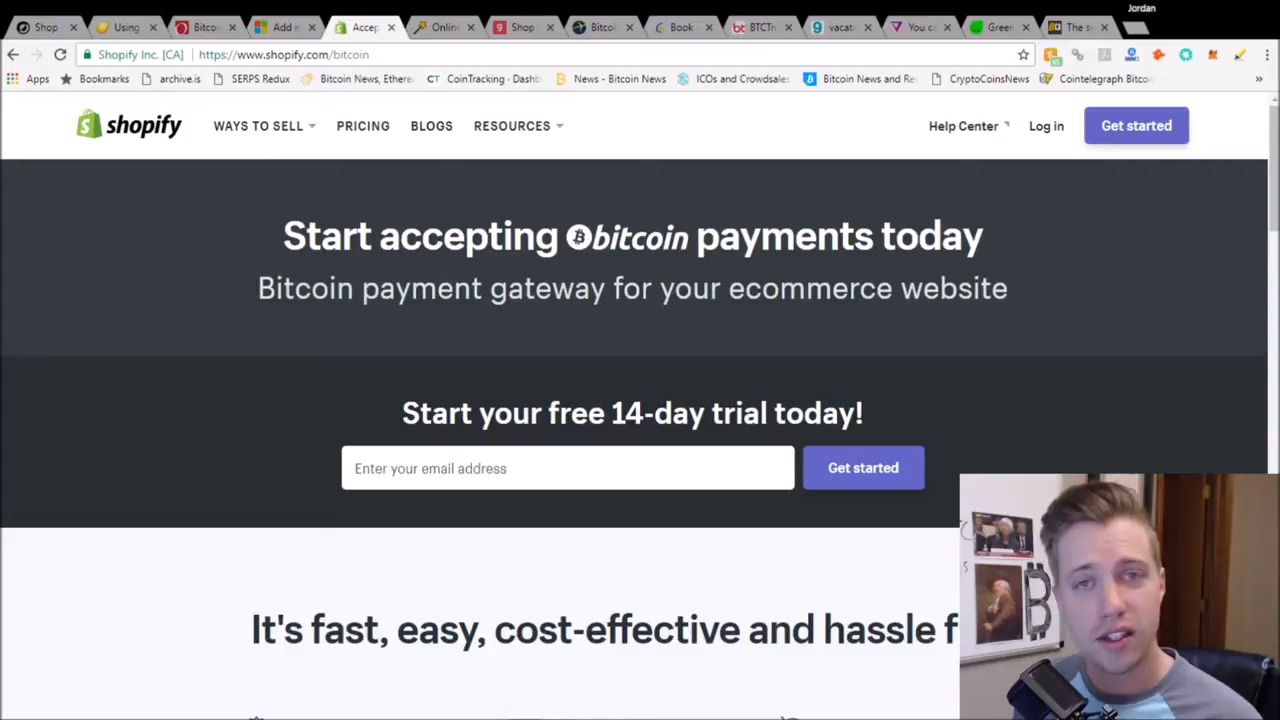 Jordan
Shop
Using
Bitcoin
Add n
Accep
Online
Shop
Bitcoi
Book
BTCTr
vacati
You ca
Green
The s
Shopify Inc. [CA]
https://www.shopify.com/bitcoin
Apps
Bookmarks
archive.is
SERPS Redux
Bitcoin News, Ethere
CoinTracking - Dashb
News - Bitcoin News
ICOs and Crowdsales
Bitcoin News and Re
CryptoCoinsNews
Cointelegraph Bitco
shopify
WAYS TO SELL
PRICING
BLOGS
RESOURCES
Help Center
Log in
Get started
Start accepting bitcoin payments today
Bitcoin payment gateway for your ecommerce website
Start your free 14-day trial today!
Enter your email address
Get started
It's fast, easy, cost-effective and hassle f